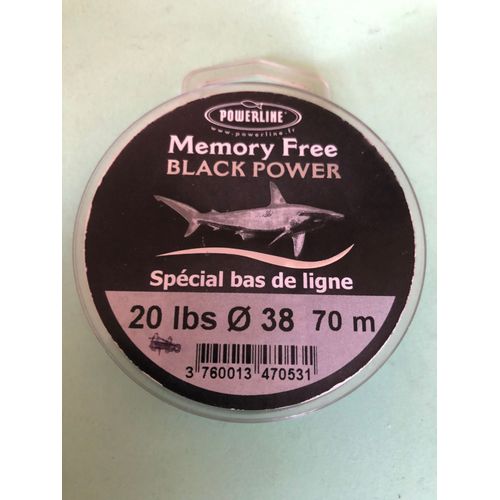 POWERLINE
www.powerline.fr
Memory Free
BLACK POWER
Spécial bas de ligne
20 lbs Ø 38 70 m
3 760013 470531